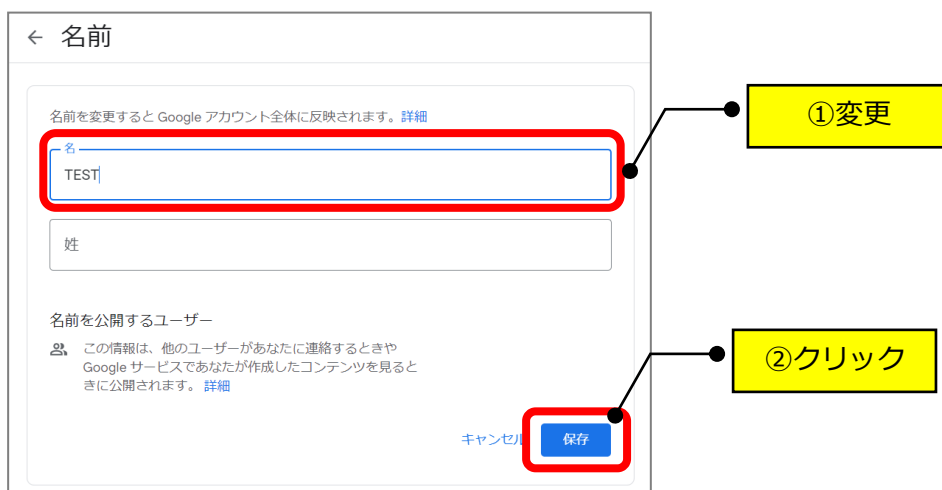 ← 名前
名前を変更すると Google アカウント全体に反映されます。詳細
名
TEST
①変更
姓
名前を公開するユーザー
この情報は、他のユーザーがあなたに連絡するときや
Google サービスであなたが作成したコンテンツを見ると
きに公開されます。 詳細
②クリック
キャンセル
保存